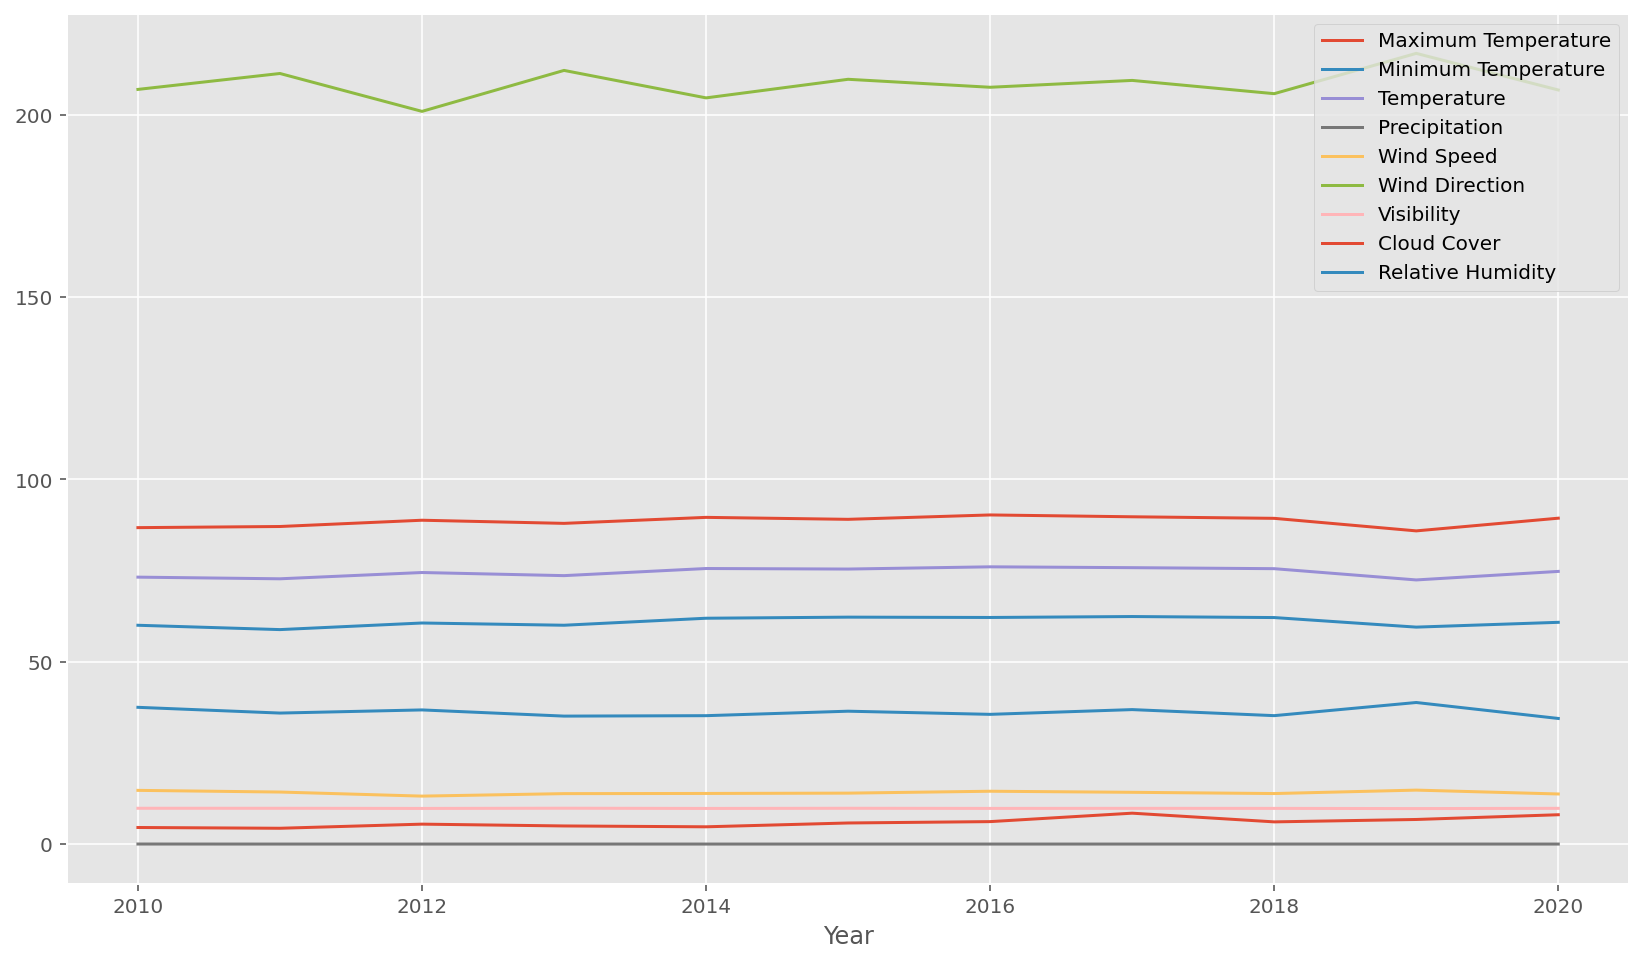 Maximum Temperature
Minimum Temperature
Temperature
Precipitation
Wind Speed
Wind Direction
Visibility
Cloud Cover
Relative Humidity
200
150
100
50
0
2010 2012 2014 2016 2018 2020
Year